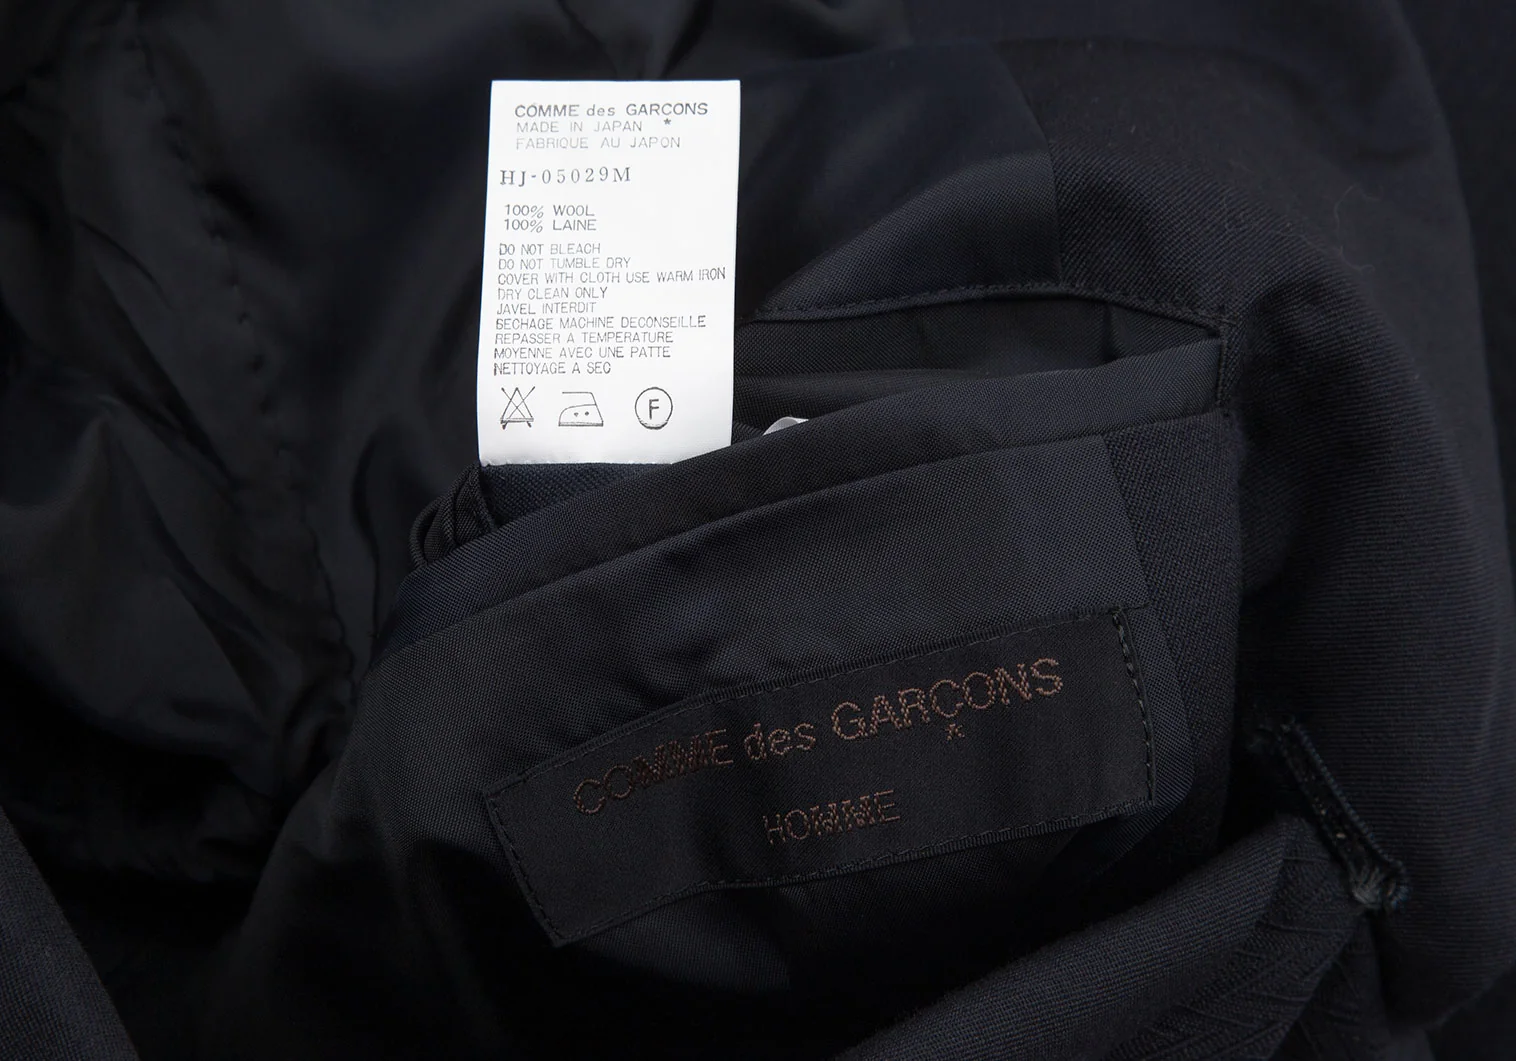 COMME des GARÇONS
MADE IN JAPAN *
FABRIQUE AU JAPON
HJ-05029M
100% WOOL
100% LAINE
DO NOT BLEACH
DO NOT TUMBLE DRY
COVER WITH CLOTH USE WARM IRON
DRY CLEAN ONLY
JAVEL INTERDIT
SECHAGE MACHINE DECONSEILLE
REPASSER A TEMPERATURE
MOYENNE AVEC UNE PATTE
NETTOYAGE A SEC
F
COMME des GARÇONS
*
HOMME